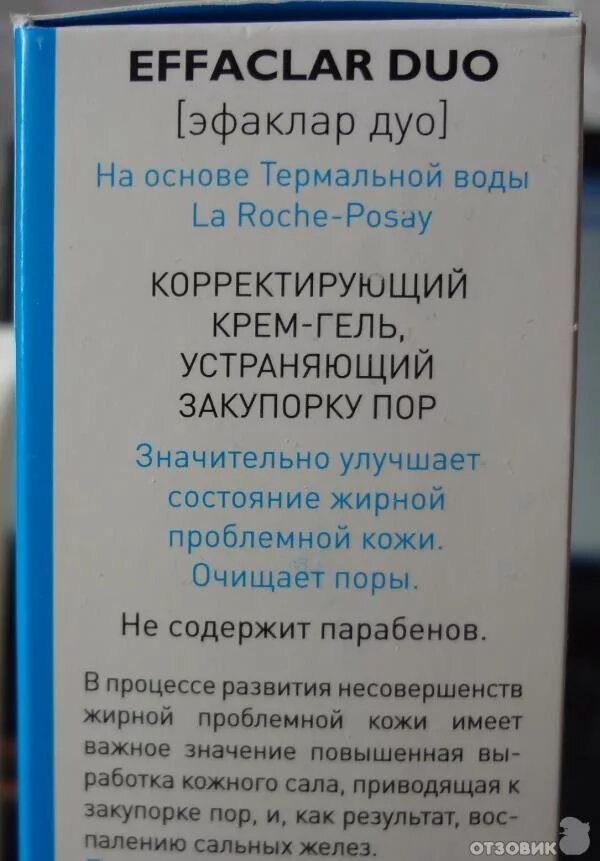 EFFACLAR DUO
[эфаклар дуо]
На основе Термальной воды
La Roche-Posay
КОРРЕКТИРУЮЩИЙ
КРЕМ-ГЕЛЬ,
УСТРАНЯЮЩИЙ
ЗАКУПОРКУ ПОР
Значительно улучшает
состояние жирной
проблемной кожи.
Очищает поры.
Не содержит парабенов.
В процессе развития несовершенств
жирной проблемной кожи имеет
важное значение повышенная вы-
работка кожного сала, приводящая к
закупорке пор, и, как результат, вос-
палению сальных желез.
ОТЗОВИК